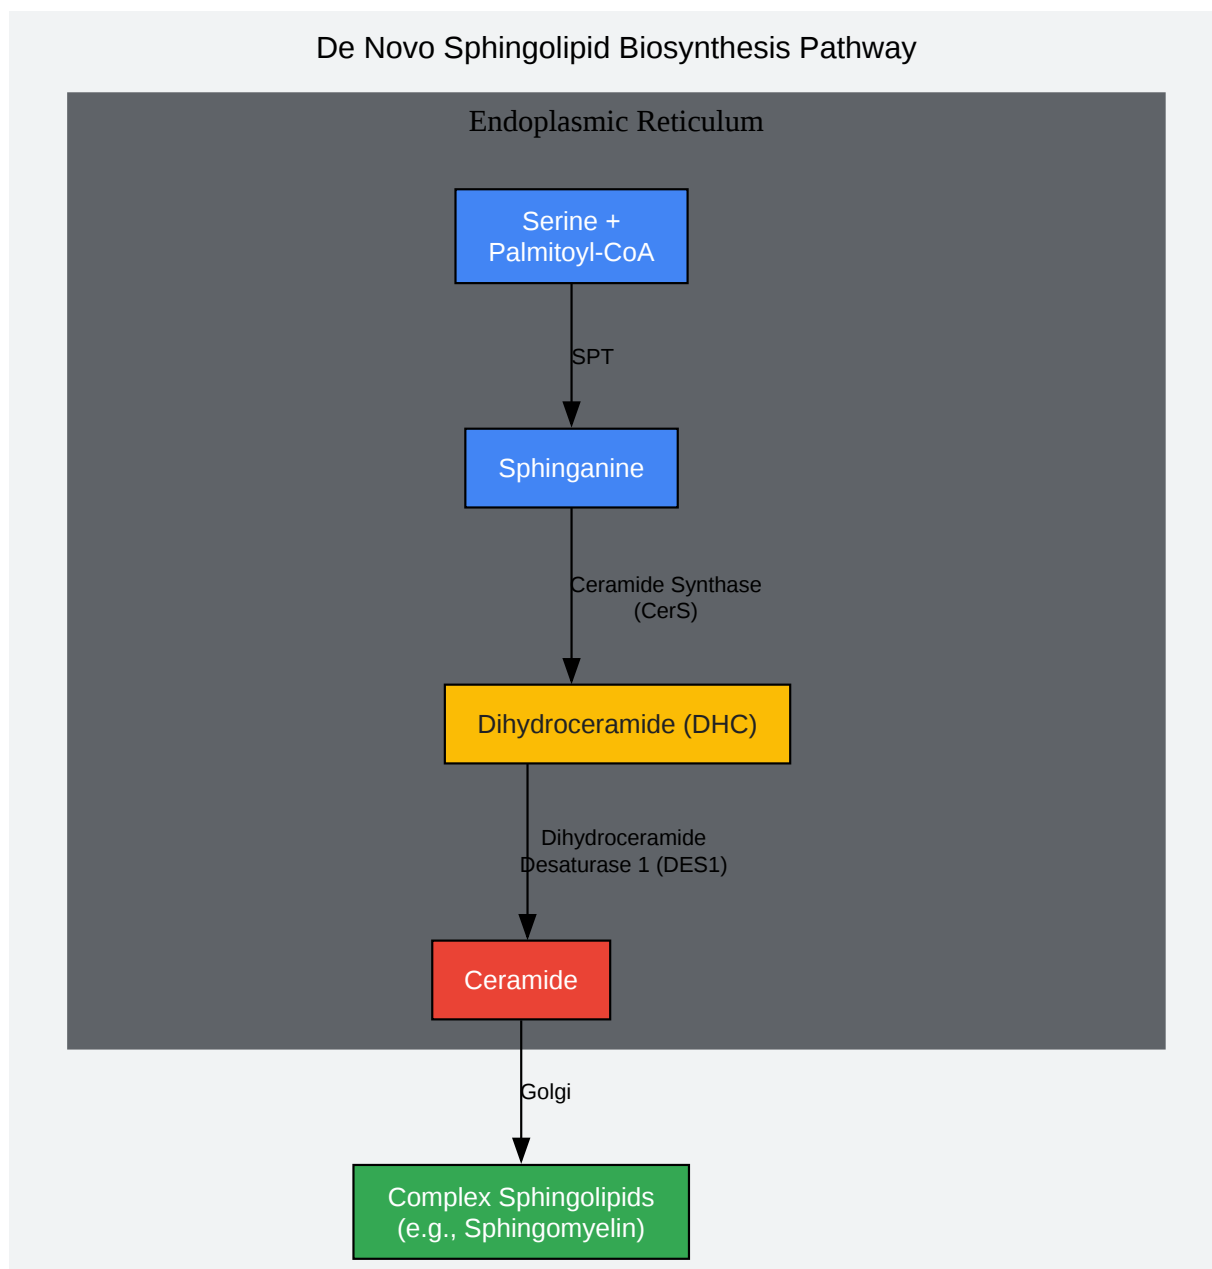 De Novo Sphingolipid Biosynthesis Pathway
Endoplasmic Reticulum
Serine +
Palmitoyl-CoA
SPT
Sphinganine
Ceramide Synthase
(CerS)
Dihydroceramide (DHC)
Dihydroceramide
Desaturase 1 (DES1)
Ceramide
Golgi
Complex Sphingolipids
(e.g., Sphingomyelin)